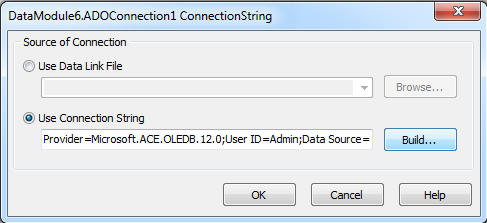 DataModule6.ADOConnection1 ConnectionString
Source of Connection
Use Data Link File
Browse...
Use Connection String
Provider=Microsoft.ACE.OLEDB.12.0;User ID=Admin;Data Source=
Build...
OK Cancel Help